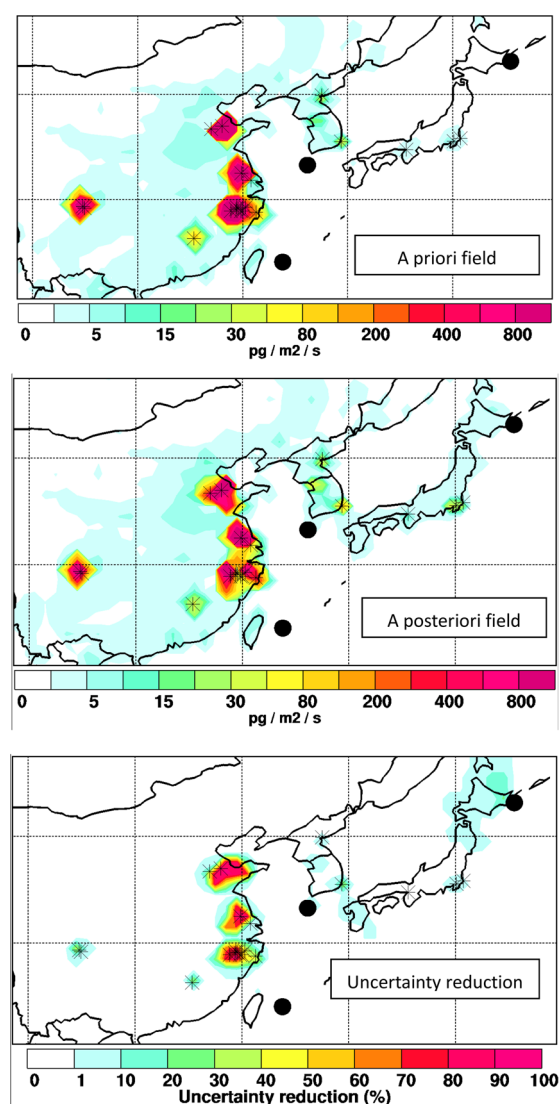 A priori field
0 5 15 30 80 200 400 800
pg / m2 / s
A posteriori field
0 5 15 30 80 200 400 800
pg / m2 / s
Uncertainty reduction
0 1 10 20 30 40 50 60 70 80 90 100
Uncertainty reduction (%)